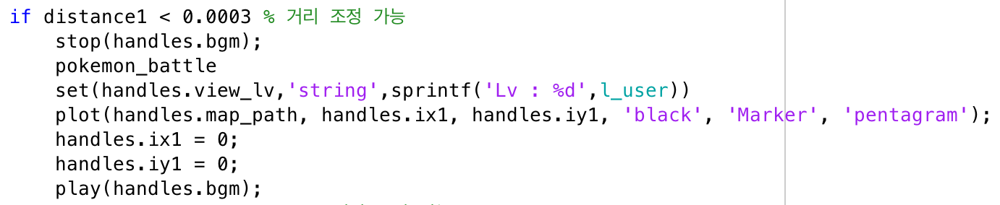 if distance1 < 0.0003 % 거리 조정 가능
    stop(handles.bgm);
    pokemon_battle
    set(handles.view_lv,'string',sprintf('Lv : %d',l_user))
    plot(handles.map_path, handles.ix1, handles.iy1, 'black', 'Marker', 'pentagram');
    handles.ix1 = 0;
    handles.iy1 = 0;
    play(handles.bgm);